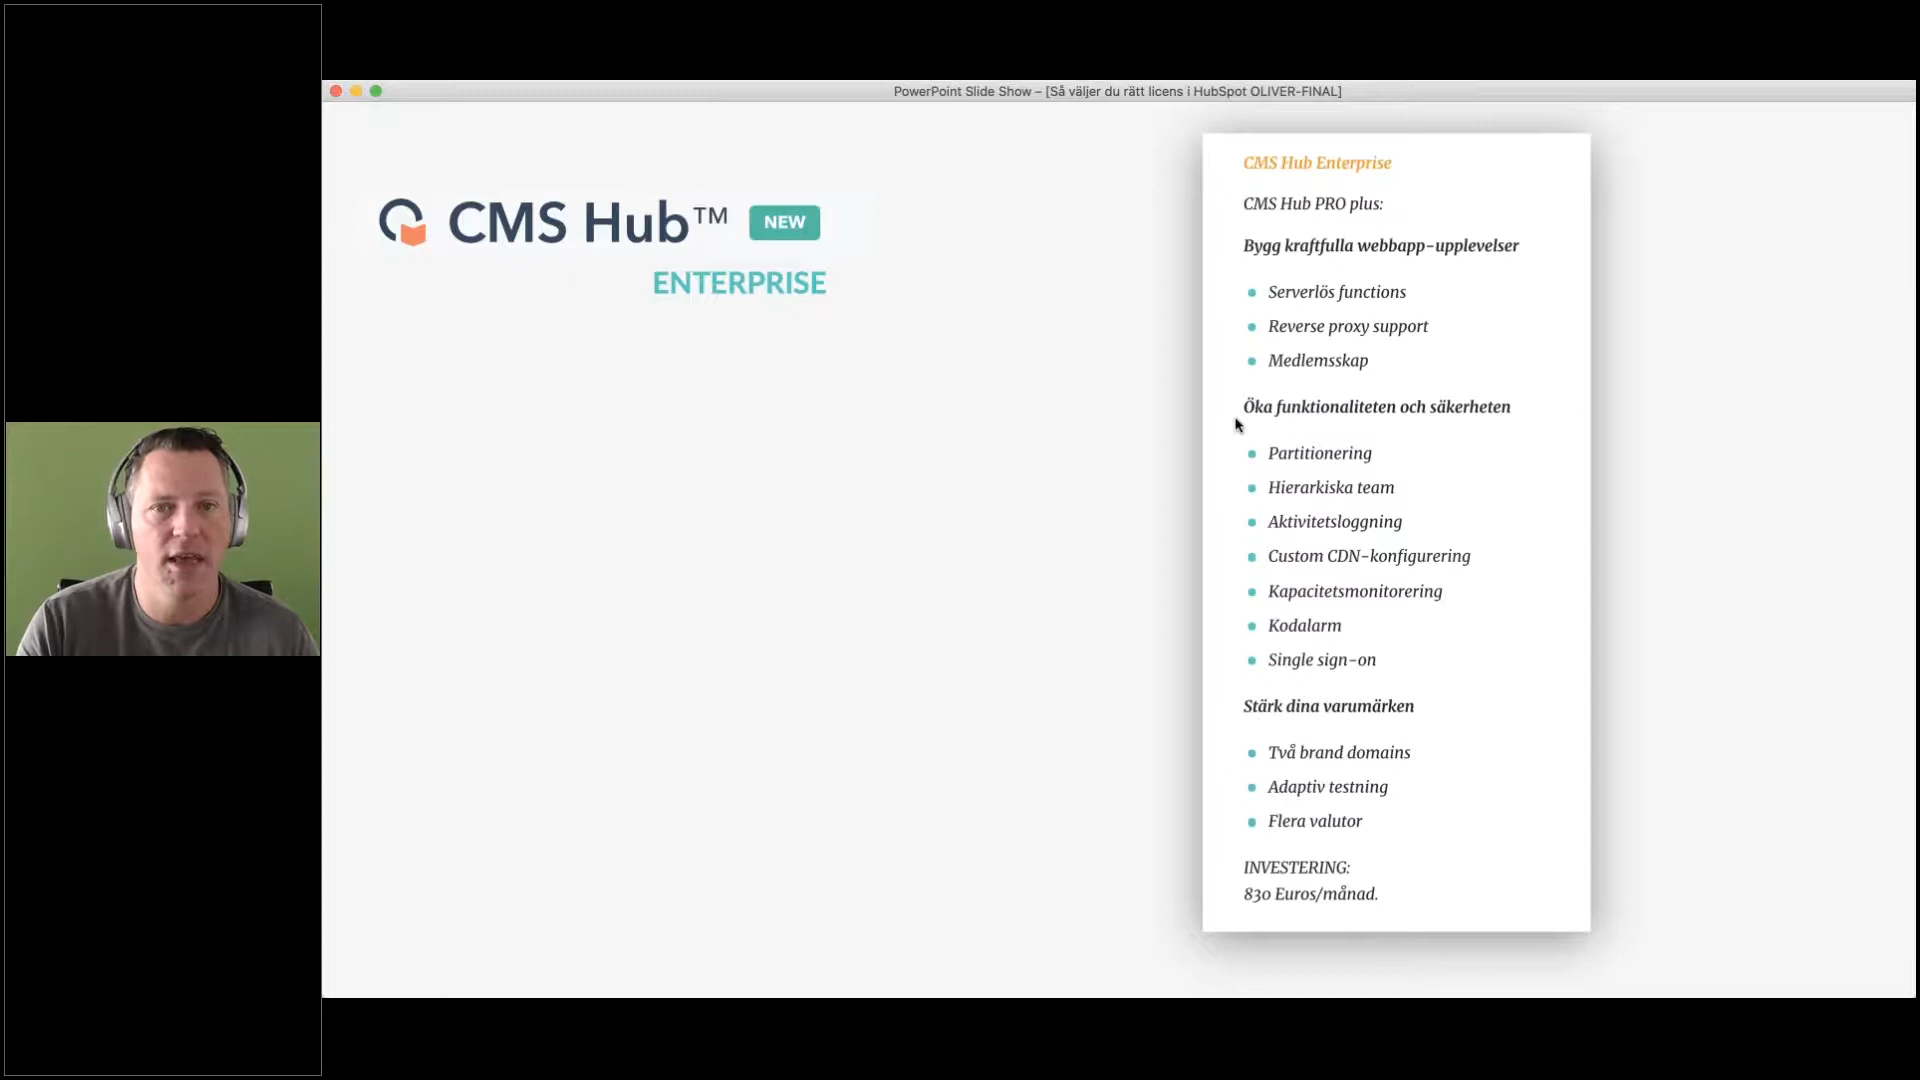 PowerPoint Slide Show – [Så väljer du rätt licens i HubSpot OLIVER-FINAL]
CMS Hub™ NEW
ENTERPRISE
CMS Hub Enterprise
CMS Hub PRO plus:
Bygg kraftfulla webbapp-upplevelser
Serverlös functions
Reverse proxy support
Medlemsskap
Öka funktionaliteten och säkerheten
Partitionering
Hierarkiska team
Aktivitetsloggning
Custom CDN-konfigurering
Kapacitetsmonitorering
Kodalarm
Single sign-on
Stärk dina varumärken
Två brand domains
Adaptiv testning
Flera valutor
INVESTERING:
830 Euros/månad.